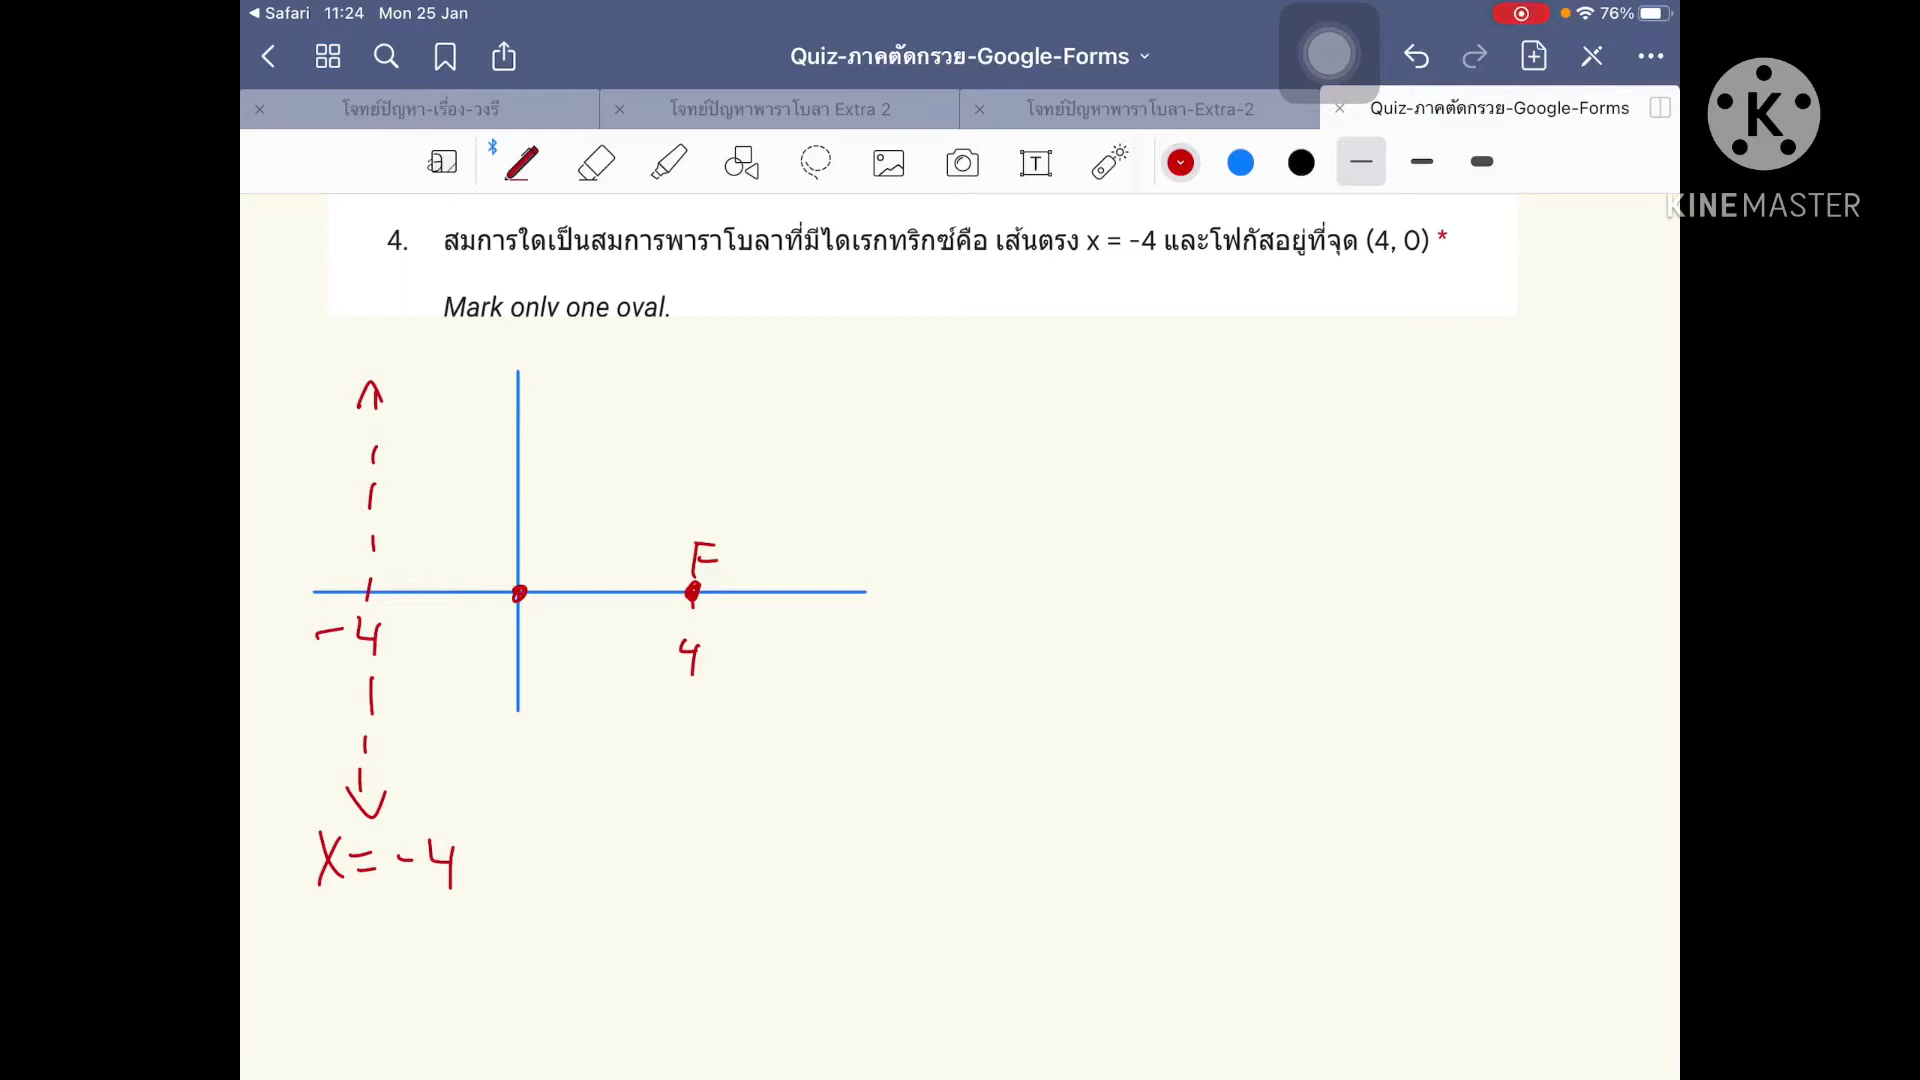 Safari 11:24 Mon 25 Jan 76%
Quiz-ภาคตัดกรวย-Google-Forms
โจทย์ปัญหา-เรื่อง-วงรี
โจทย์ปัญหาพาราโบลา Extra 2
โจทย์ปัญหาพาราโบลา-Extra-2
Quiz-ภาคตัดกรวย-Google-Forms
K
KINEMASTER
T
4. สมการใดเป็นสมการพาราโบลาที่มีไดเรกทริกซ์คือ เส้นตรง x = -4 และโฟกัสอยู่ที่จุด (4, 0) *
Mark only one oval.
F
-4
4
X = -4